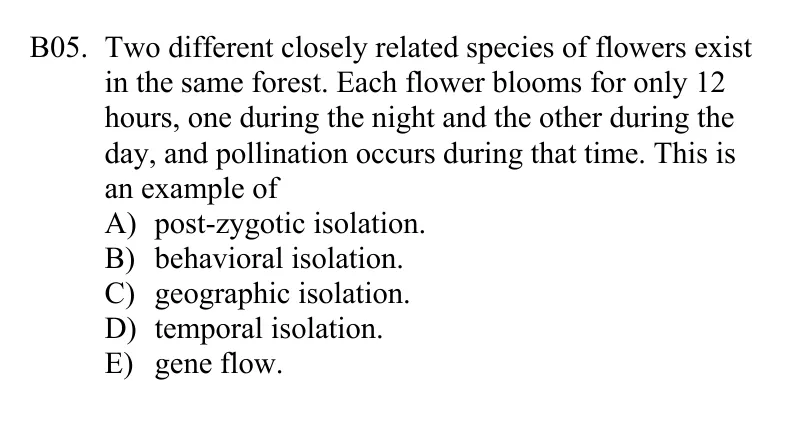 B05. Two different closely related species of flowers exist
in the same forest. Each flower blooms for only 12
hours, one during the night and the other during the
day, and pollination occurs during that time. This is
an example of
A) post-zygotic isolation.
B) behavioral isolation.
C) geographic isolation.
D) temporal isolation.
E) gene flow.